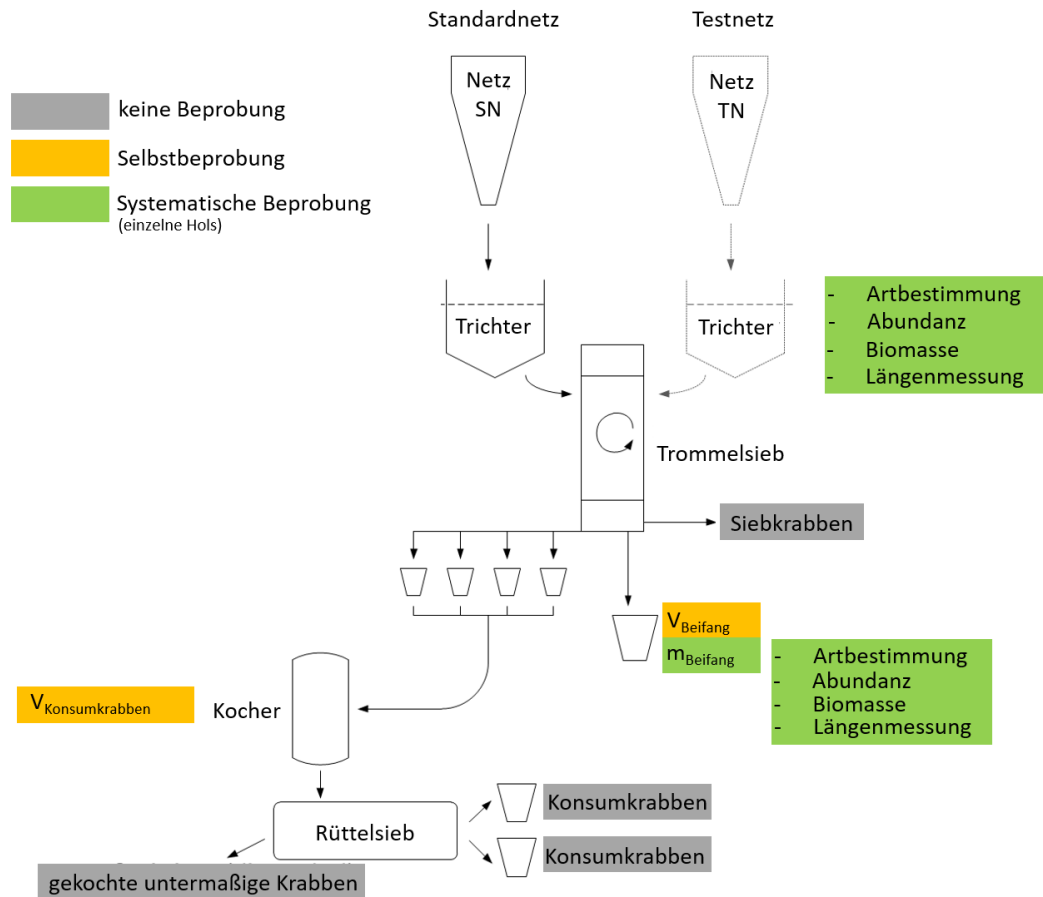 Standardnetz
Testnetz
Netz
SN
Netz
TN
keine Beprobung
Selbstbeprobung
Systematische Beprobung
(einzelne Hols)
Trichter
Trichter
- Artbestimmung
- Abundanz
- Biomasse
- Längenmessung
Trommelsieb
Siebkrabben
VBeifang
mBeifang
- Artbestimmung
- Abundanz
- Biomasse
- Längenmessung
VKonsumkrabben
Kocher
Rüttelsieb
Konsumkrabben
Konsumkrabben
gekochte untermaßige Krabben